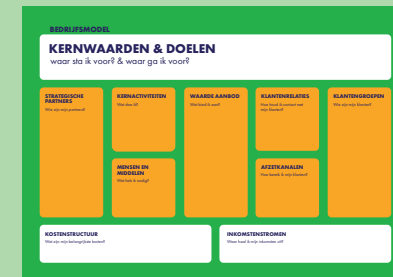 BEDRIJFSMODEL
KERNWAARDEN & DOELEN
waar sta ik voor? & waar ga ik voor?
STRATEGISCHE
PARTNERS
Wie zijn mijn partners?
KERNACTIVITEITEN
Wat doe ik?
MENSEN EN
MIDDELEN
Wat heb ik nodig?
WAARDE AANBOD
Wat bied ik aan?
KLANTENRELATIES
Hoe houd ik contact met
mijn klanten?
AFZETKANALEN
Hoe bereik ik mijn klanten?
KLANTENGROEPEN
Wie zijn mijn klanten?
KOSTENSTRUCTUUR
Wat zijn mijn belangrijkste kosten?
INKOMSTENSTROMEN
Waar haal ik mijn inkomsten uit?